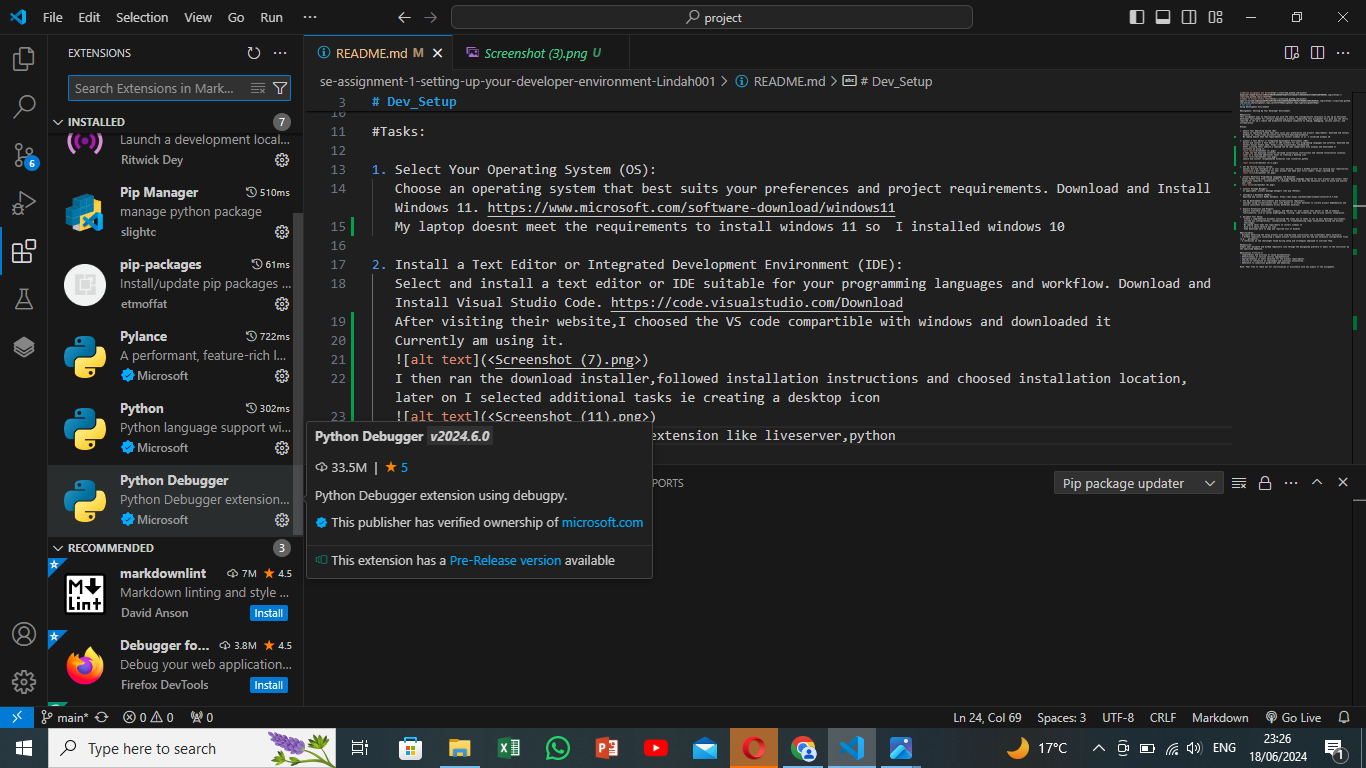 File Edit Selection View Go Run ··· project
EXTENSIONS
README.md M
Screenshot (3).png U
Search Extensions in Mark...
se-assignment-1-setting-up-your-developer-environment-Lindah001 > README.md > # Dev_Setup
INSTALLED 7
Launch a development local...
Ritwick Dey
Pip Manager 510ms
manage python package
slightc
pip-packages 61ms
Install/update pip packages ...
etmoffat
Pylance 722ms
A performant, feature-rich l...
Microsoft
Python 302ms
Python language support wi...
Microsoft
Python Debugger
Python Debugger extension...
Microsoft
RECOMMENDED 3
markdownlint 7M 4.5
Markdown linting and style ...
David Anson Install
Debugger fo... 3.8M 4.5
Debug your web application...
Firefox DevTools Install
6
3 # Dev_Setup
10
11 #Tasks:
12
13 1. Select Your Operating System (OS):
14 Choose an operating system that best suits your preferences and project requirements. Download and Install
Windows 11. https://www.microsoft.com/software-download/windows11
15 My laptop doesnt meet the requirements to install windows 11 so  I installed windows 10
16
17 2. Install a Text Editor or Integrated Development Environment (IDE):
18 Select and install a text editor or IDE suitable for your programming languages and workflow. Download and
Install Visual Studio Code. https://code.visualstudio.com/Download
19 After visiting their website,I choosed the VS code compartible with windows and downloaded it
20 Currently am using it.
21 ![alt text](<Screenshot (7).png>)
22 I then ran the download installer,followed installation instructions and choosed installation location,
later on I selected additional tasks ie creating a desktop icon
23 ![alt text](<Screenshot (11).png>)
extension like liveserver,python
Python Debugger v2024.6.0
33.5M | 5
Python Debugger extension using debugpy.
This publisher has verified ownership of microsoft.com
This extension has a Pre-Release version available
PORTS
Pip package updater
main* 0 0 0
Ln 24, Col 69 Spaces: 3 UTF-8 CRLF Markdown Go Live
Type here to search
17°C
ENG
23:26
18/06/2024
1